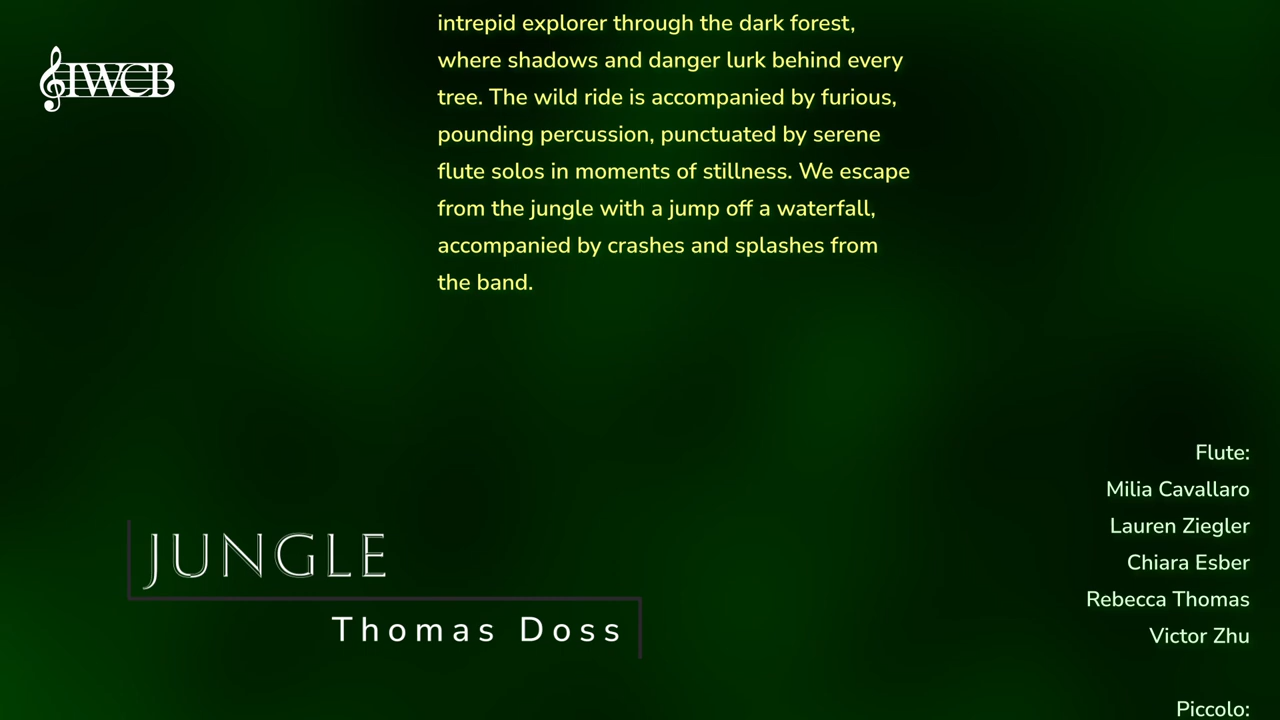 intrepid explorer through the dark forest,
where shadows and danger lurk behind every
tree. The wild ride is accompanied by furious,
pounding percussion, punctuated by serene
flute solos in moments of stillness. We escape
from the jungle with a jump off a waterfall,
accompanied by crashes and splashes from
the band.
IWCB
JUNGLE
Thomas Doss
Flute:
Milia Cavallaro
Lauren Ziegler
Chiara Esber
Rebecca Thomas
Victor Zhu
Piccolo: